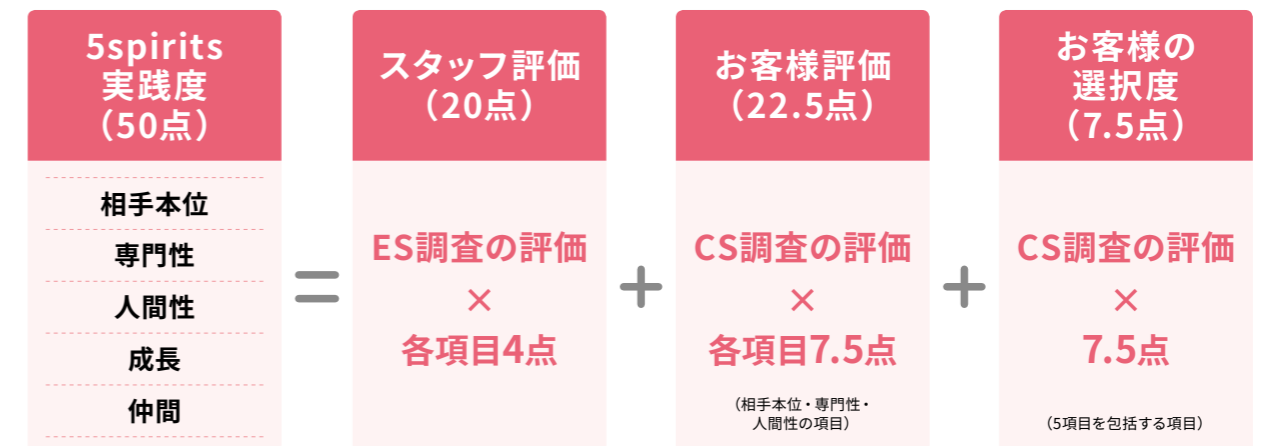 5spirits
実践度
（50点）
相手本位
専門性
人間性
成長
仲間
=
スタッフ評価
（20点）
ES調査の評価
×
各項目4点
+
お客様評価
（22.5点）
CS調査の評価
×
各項目7.5点
（相手本位・専門性・
人間性の項目）
+
お客様の
選択度
（7.5点）
CS調査の評価
×
7.5点
（5項目を包括する項目）